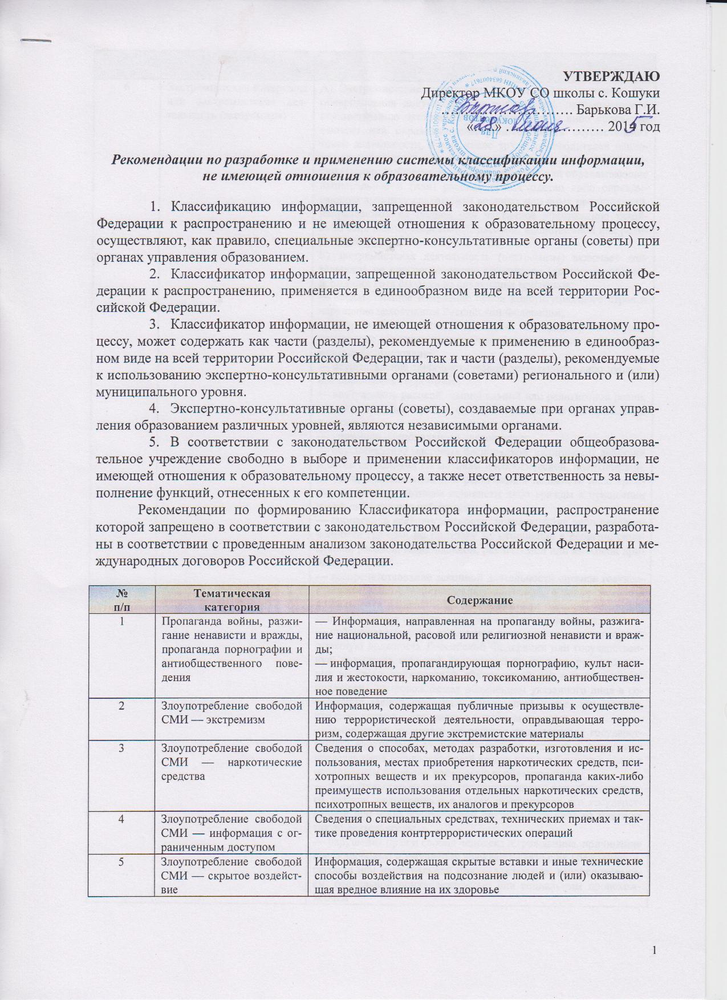 УТВЕРЖДАЮ
Директор МКОУ СО школы с. Кошуки
………………………… Барькова Г.И.
«28» ………………… 2015 год
Рекомендации по разработке и применению системы классификации информации,
не имеющей отношения к образовательному процессу.
1. Классификацию информации, запрещенной законодательством Российской
Федерации к распространению и не имеющей отношения к образовательному процессу,
осуществляют, как правило, специальные экспертно-консультативные органы (советы) при
органах управления образованием.
2. Классификатор информации, запрещенной законодательством Российской Фе-
дерации к распространению, применяется в единообразном виде на всей территории Рос-
сийской Федерации.
3. Классификатор информации, не имеющей отношения к образовательному про-
цессу, может содержать как части (разделы), рекомендуемые к применению в единообраз-
ном виде на всей территории Российской Федерации, так и части (разделы), рекомендуемые
к использованию экспертно-консультативными органами (советами) регионального и (или)
муниципального уровня.
4. Экспертно-консультативные органы (советы), создаваемые при органах управ-
ления образованием различных уровней, являются независимыми органами.
5. В соответствии с законодательством Российской Федерации общеобразова-
тельное учреждение свободно в выборе и применении классификаторов информации, не
имеющей отношения к образовательному процессу, а также несет ответственность за невы-
полнение функций, отнесенных к его компетенции.
Рекомендации по формированию Классификатора информации, распространение
которой запрещено в соответствии с законодательством Российской Федерации, разработа-
ны в соответствии с проведенным анализом законодательства Российской Федерации и ме-
ждународных договоров Российской Федерации.
№
п/п
Тематическая
категория
Содержание
1
Пропаганда войны, разжи-
гание ненависти и вражды,
пропаганда порнографии и
антиобщественного пове-
дения
— Информация, направленная на пропаганду войны, разжига-
ние национальной, расовой или религиозной ненависти и враж-
ды;
— информация, пропагандирующая порнографию, культ наси-
лия и жестокости, наркоманию, токсикоманию, антиобществен-
ное поведение
2
Злоупотребление свободой
СМИ — экстремизм
Информация, содержащая публичные призывы к осуществле-
нию террористической деятельности, оправдывающая терро-
ризм, содержащая другие экстремистские материалы
3
Злоупотребление свободой
СМИ — наркотические
средства
Сведения о способах, методах разработки, изготовления и ис-
пользования, местах приобретения наркотических средств, пси-
хотропных веществ и их прекурсоров, пропаганда каких-либо
преимуществ использования отдельных наркотических средств,
психотропных веществ, их аналогов и прекурсоров
4
Злоупотребление свободой
СМИ — информация с ог-
раниченным доступом
Сведения о специальных средствах, технических приемах и так-
тике проведения контртеррористических операций
5
Злоупотребление свободой
СМИ — скрытое воздейст-
вие
Информация, содержащая скрытые вставки и иные технические
способы воздействия на подсознание людей и (или) оказываю-
щая вредное влияние на их здоровье
1